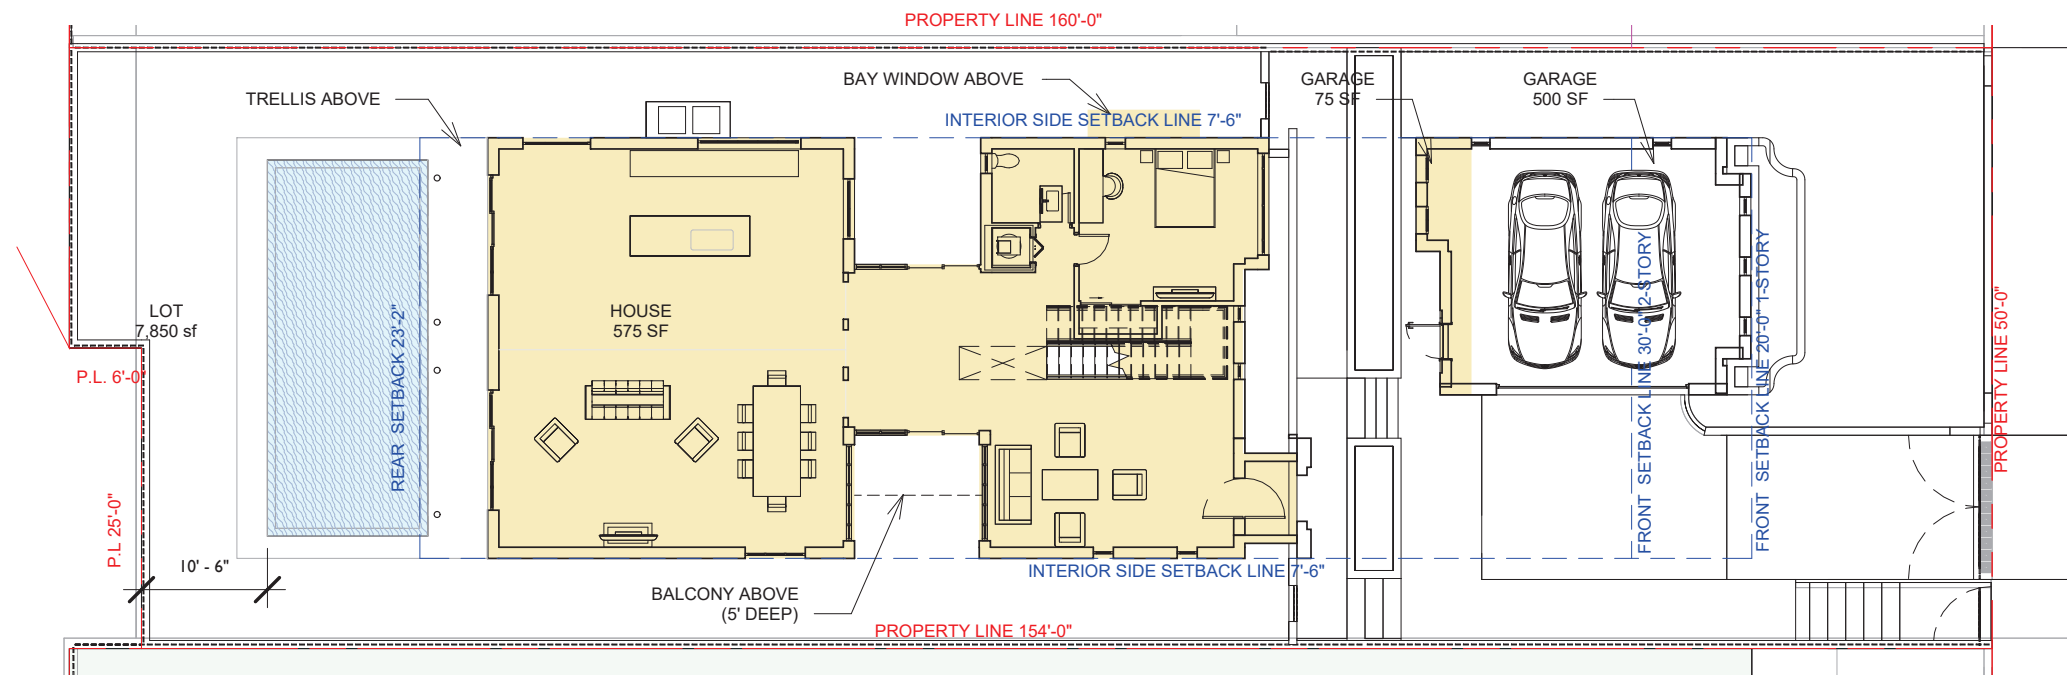 PROPERTY LINE 160'-0"
TRELLIS ABOVE
BAY WINDOW ABOVE
GARAGE
75 SF
GARAGE
500 SF
INTERIOR SIDE SETBACK LINE 7'-6"
LOT
7,850 sf
HOUSE
575 SF
P.L. 6'-0"
REAR SETBACK 23'-2"
P.L 25'-0"
10' - 6"
FRONT SETBACK LINE 30'-0" 2-STORY
FRONT SETBACK LINE 20'-0" 1-STORY
PROPERTY LINE 50'-0"
INTERIOR SIDE SETBACK LINE 7'-6"
BALCONY ABOVE
(5' DEEP)
PROPERTY LINE 154'-0"